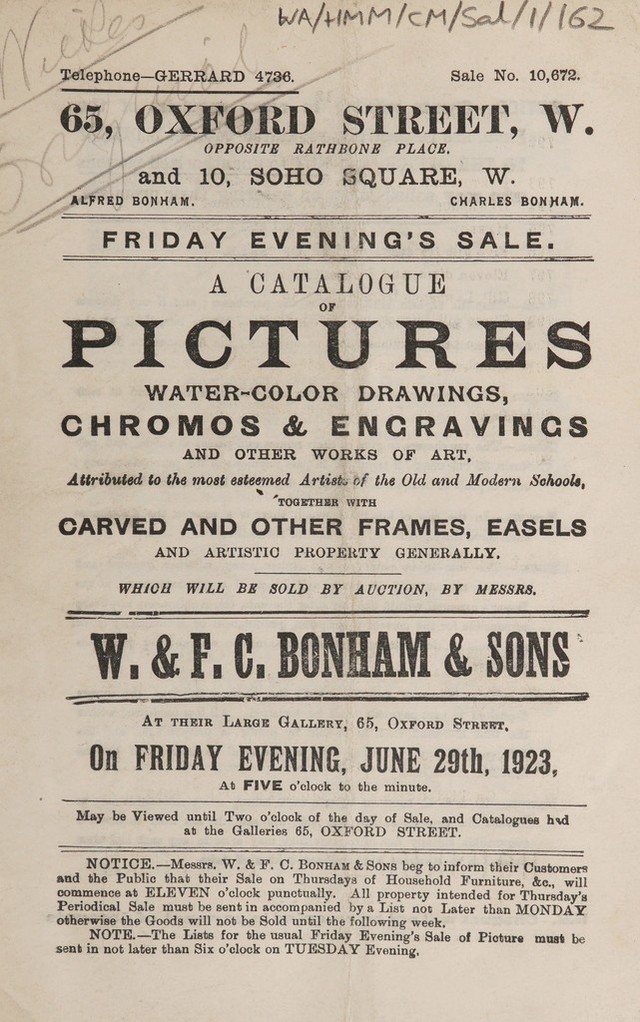 WA/HMM/CM/Sal/1/162
Telephone—GERRARD 4736. Sale No. 10,672.
65, OXFORD STREET, W.
OPPOSITE RATHBONE PLACE.
and 10, SOHO SQUARE, W.
ALFRED BONHAM. CHARLES BONHAM.
FRIDAY EVENING'S SALE.
A CATALOGUE
OF
PICTURES
WATER-COLOR DRAWINGS,
CHROMOS & ENGRAVINGS
AND OTHER WORKS OF ART,
Attributed to the most esteemed Artists of the Old and Modern Schools,
TOGETHER WITH
CARVED AND OTHER FRAMES, EASELS
AND ARTISTIC PROPERTY GENERALLY.
WHICH WILL BE SOLD BY AUCTION, BY MESSRS.
W. & F. C. BONHAM & SONS
AT THEIR LARGE GALLERY, 65, OXFORD STREET,
On FRIDAY EVENING, JUNE 29th, 1923,
At FIVE o'clock to the minute.
May be Viewed until Two o'clock of the day of Sale, and Catalogues had
at the Galleries 65, OXFORD STREET.
NOTICE.—Messrs. W. & F. C. BONHAM & SONS beg to inform their Customers
and the Public that their Sale on Thursdays of Household Furniture, &c., will
commence at ELEVEN o'clock punctually. All property intended for Thursday's
Periodical Sale must be sent in accompanied by a List not Later than MONDAY
otherwise the Goods will not be Sold until the following week.
NOTE.—The Lists for the usual Friday Evening's Sale of Picture must be
sent in not later than Six o'clock on TUESDAY Evening.